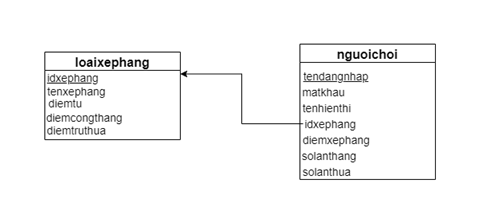 loaixephang
idxephang
tenxephang
diemtu
diemcongthang
diemtruthua
nguoichoi
tendangnhap
matkhau
tenhienthi
idxephang
diemxephang
solanthang
solanthua